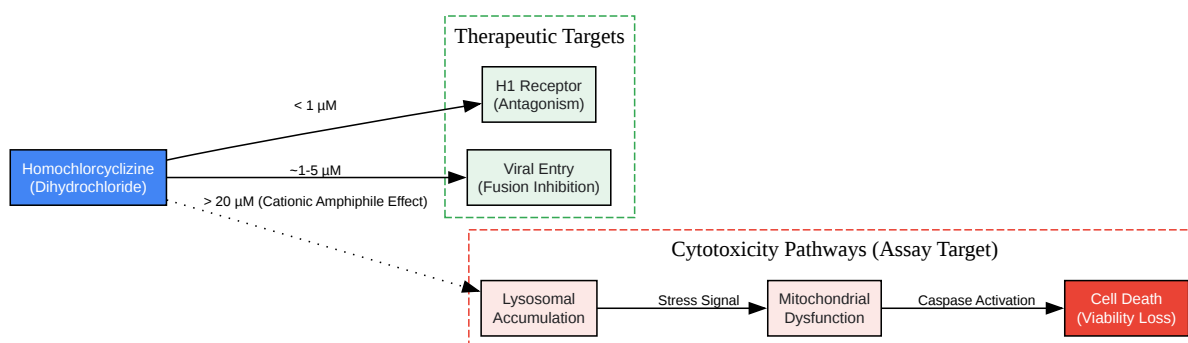 Therapeutic Targets
H1 Receptor
(Antagonism)
< 1 µM
Homochlorcyclizine
(Dihydrochloride)
~1-5 µM
Viral Entry
(Fusion Inhibition)
> 20 µM (Cationic Amphiphile Effect)
Cytotoxicity Pathways (Assay Target)
Lysosomal
Accumulation
Stress Signal
Mitochondrial
Dysfunction
Caspase Activation
Cell Death
(Viability Loss)